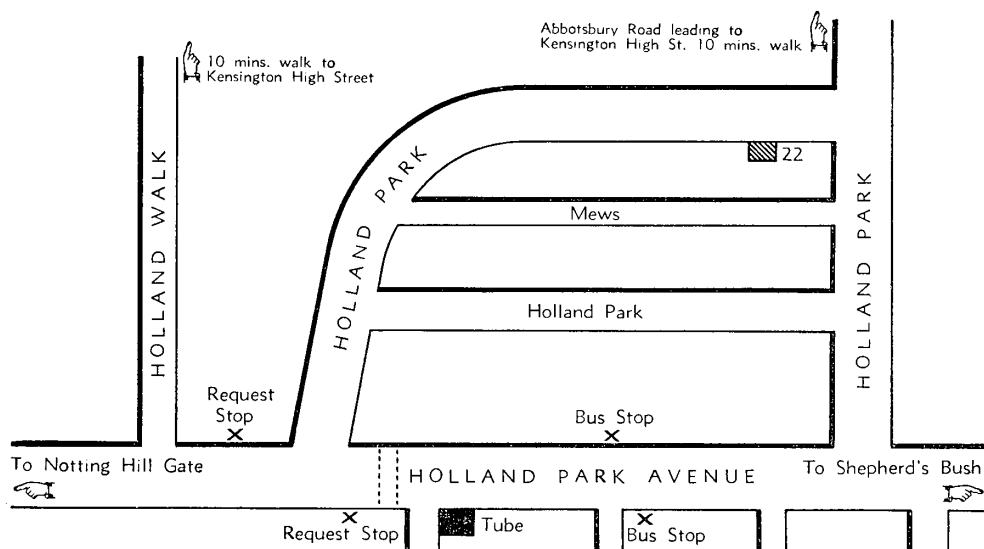 Abbotsbury Road leading to
Kensington High St. 10 mins. walk
10 mins. walk to
Kensington High Street
22
HOLLAND WALK
HOLLAND PARK
Mews
HOLLAND PARK
HOLLAND PARK
Holland Park
Request
Stop
Bus Stop
To Notting Hill Gate
HOLLAND PARK AVENUE
To Shepherd's Bush
Request Stop
Tube
Bus Stop